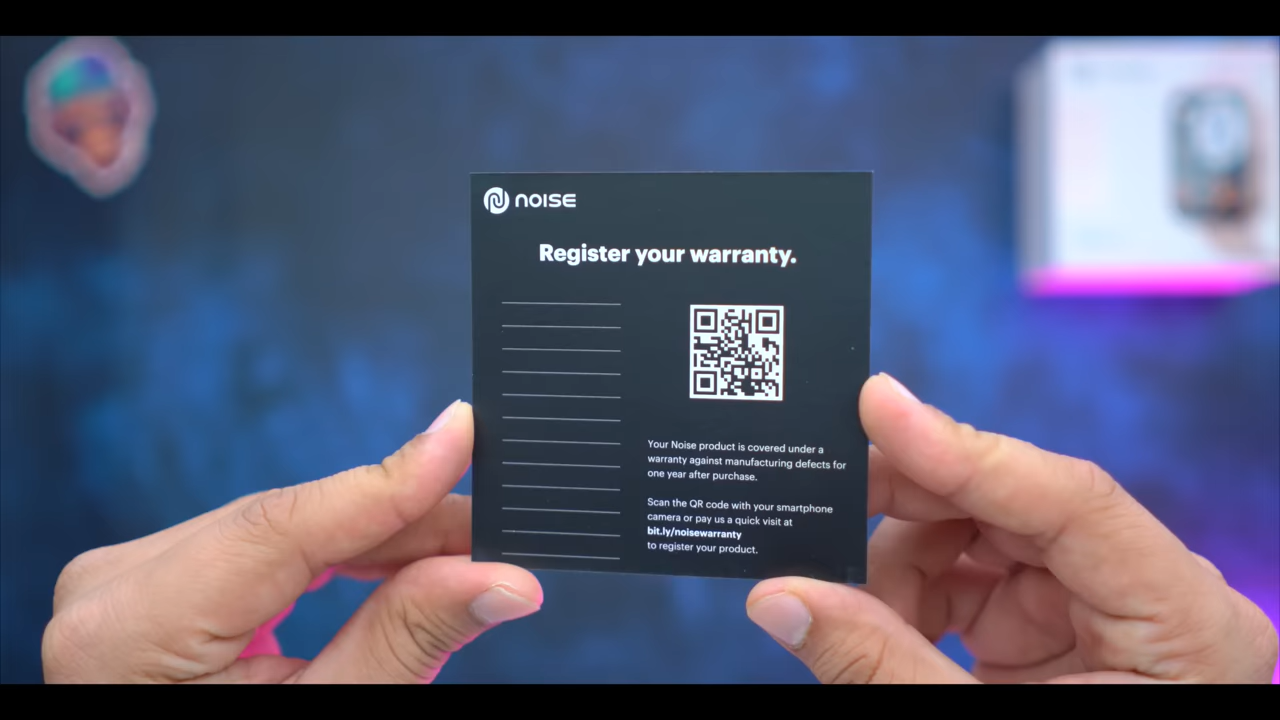 NOISE
Register your warranty.
Your Noise product is covered under a
warranty against manufacturing defects for
one year after purchase.
Scan the QR code with your smartphone
camera or pay us a quick visit at
bit.ly/noisewarranty
to register your product.